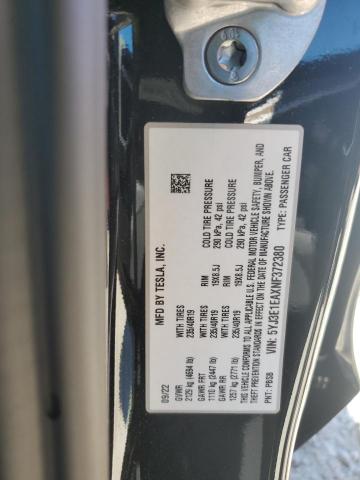 MFD BY TESLA, INC.
09/22
GVWR
2129 kg (4694 lb)
WITH TIRES
235/40R19
RIM
19X8.5J
COLD TIRE PRESSURE
290 kPa, 42 psi
GAWR FRT
1110 kg (2447 lb)
WITH TIRES
235/40R19
RIM
19X8.5J
COLD TIRE PRESSURE
290 kPa, 42 psi
GAWR RR
1257 kg (2771 lb)
THIS VEHICLE CONFORMS TO ALL APPLICABLE U.S. FEDERAL MOTOR VEHICLE SAFETY, BUMPER, AND
THEFT PREVENTION STANDARDS IN EFFECT ON THE DATE OF MANUFACTURE SHOWN ABOVE.
PAINT: PBSB
VIN: 5YJ3E1EAXNF372380
TYPE: PASSENGER CAR